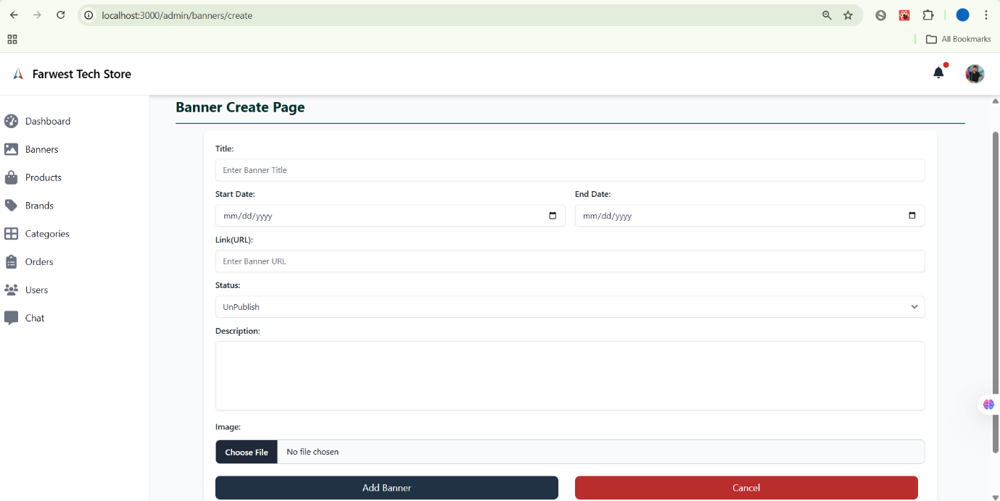 localhost:3000/admin/banners/create
All Bookmarks
Farwest Tech Store
Dashboard
Banners
Products
Brands
Categories
Orders
Users
Chat
Banner Create Page
Title:
Enter Banner Title
Start Date: End Date:
mm/dd/yyyy mm/dd/yyyy
Link(URL):
Enter Banner URL
Status:
UnPublish
Description:
Image:
Choose File No file chosen
Add Banner Cancel